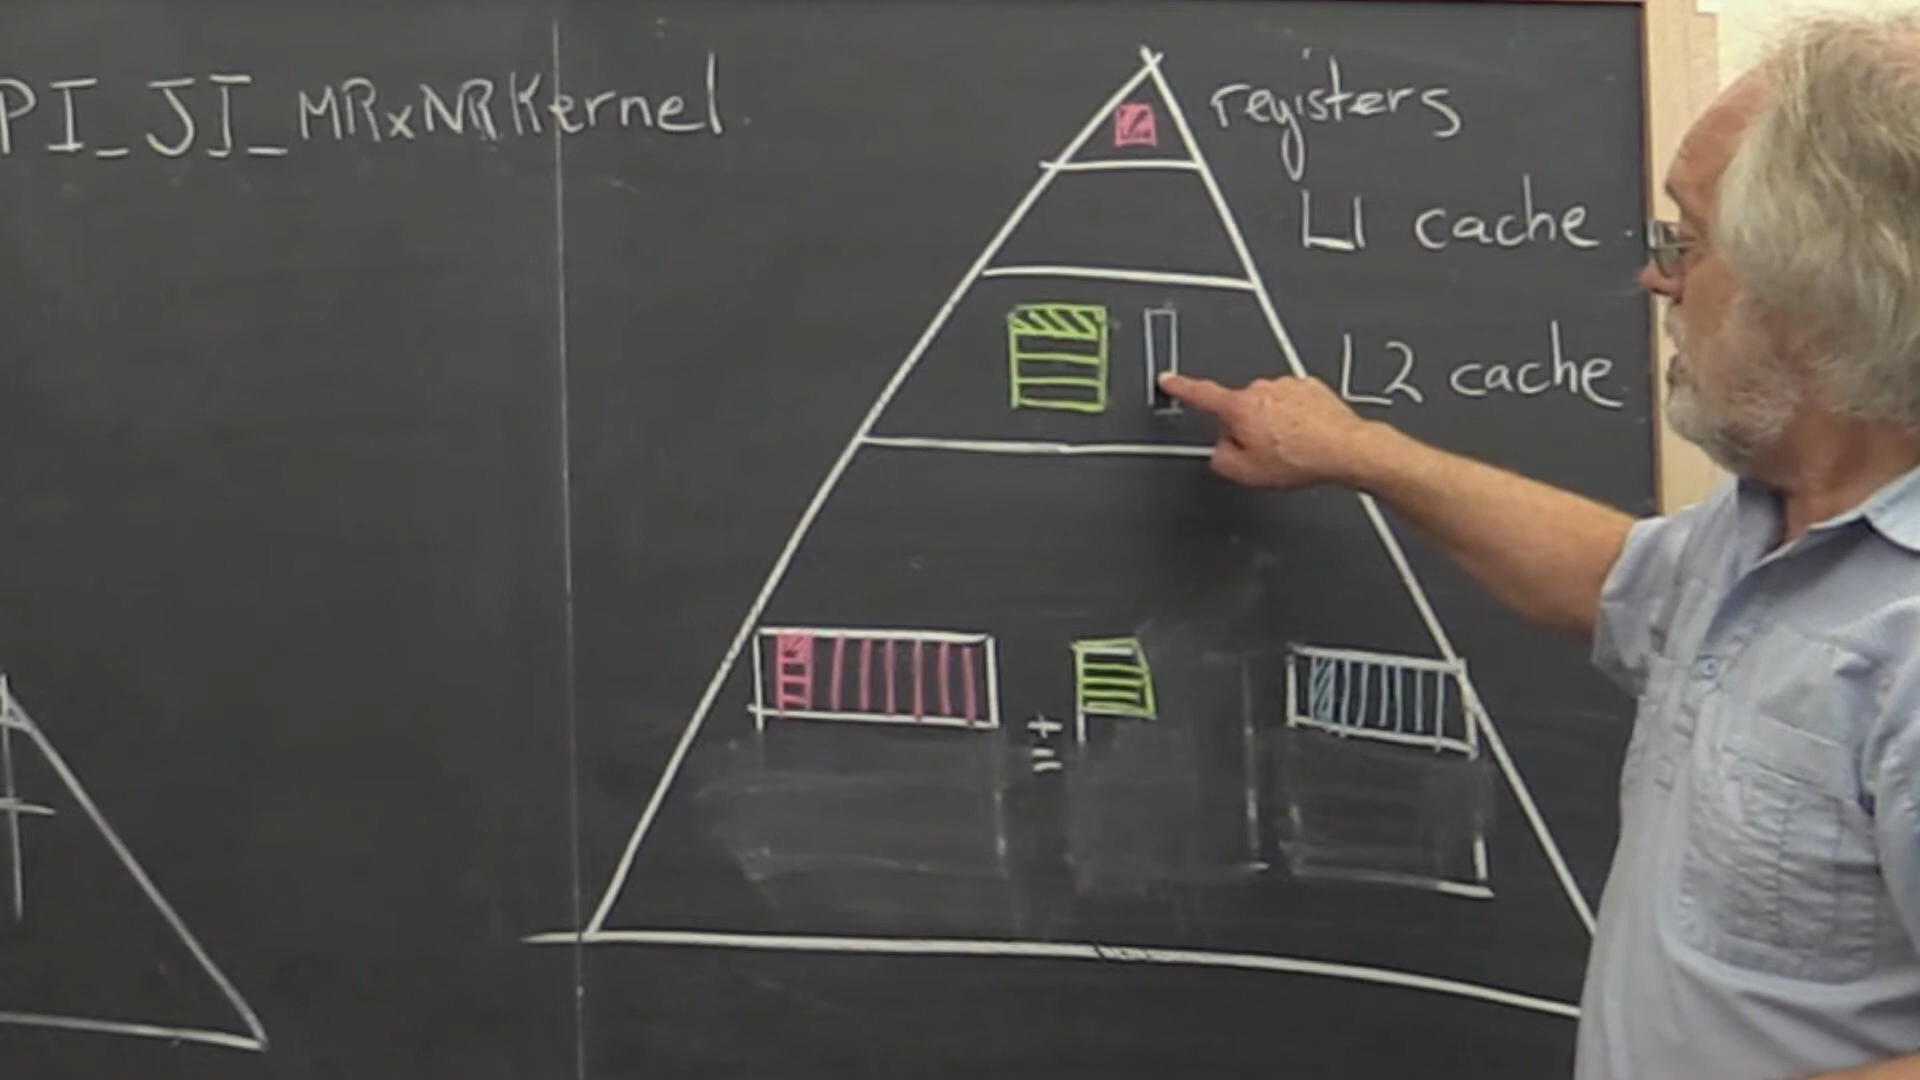 PI_JI_MRxNRKernel
registers
L1 cache
L2 cache
+=